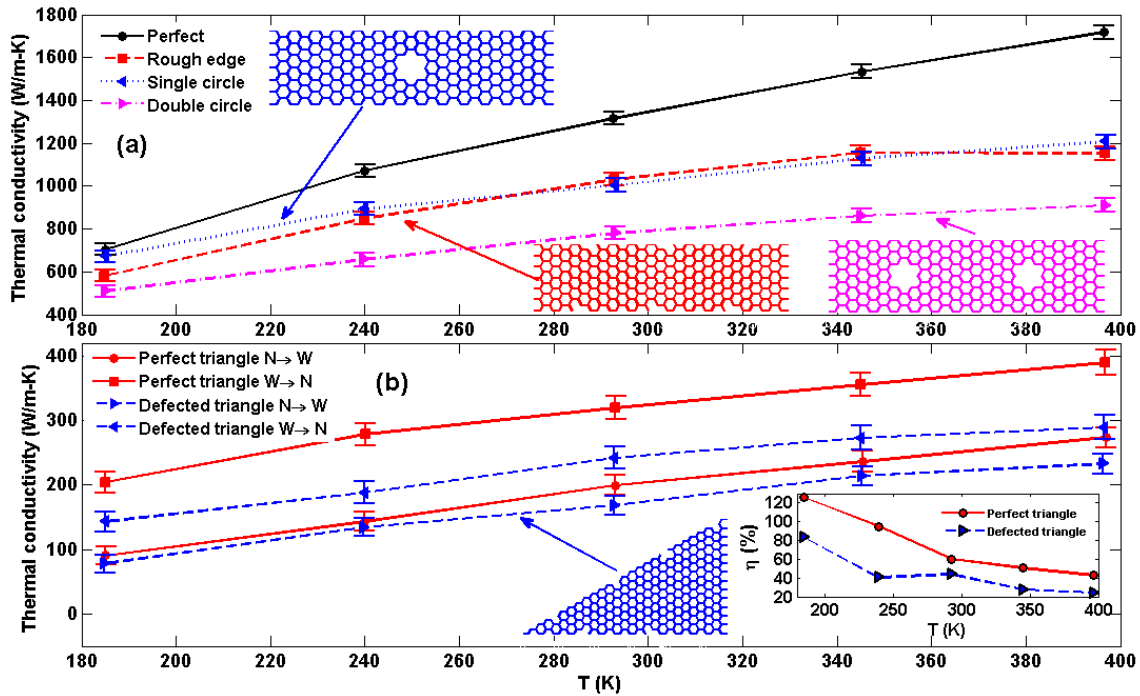 1800
1600
1400
1200
1000
800
600
400
Thermal conductivity (W/m-K)
Perfect
Rough edge
Single circle
Double circle
(a)
180 200 220 240 260 280 300 320 340 360 380 400
400
300
200
100
0
Thermal conductivity (W/m-K)
Perfect triangle N→ W
Perfect triangle W→ N
Defected triangle N→ W
Defected triangle W→ N
(b)
120
100
80
60
40
20
η (%)
Perfect triangle
Defected triangle
200 250 300 350 400
T (K)
180 200 220 240 260 280 300 320 340 360 380 400
T (K)